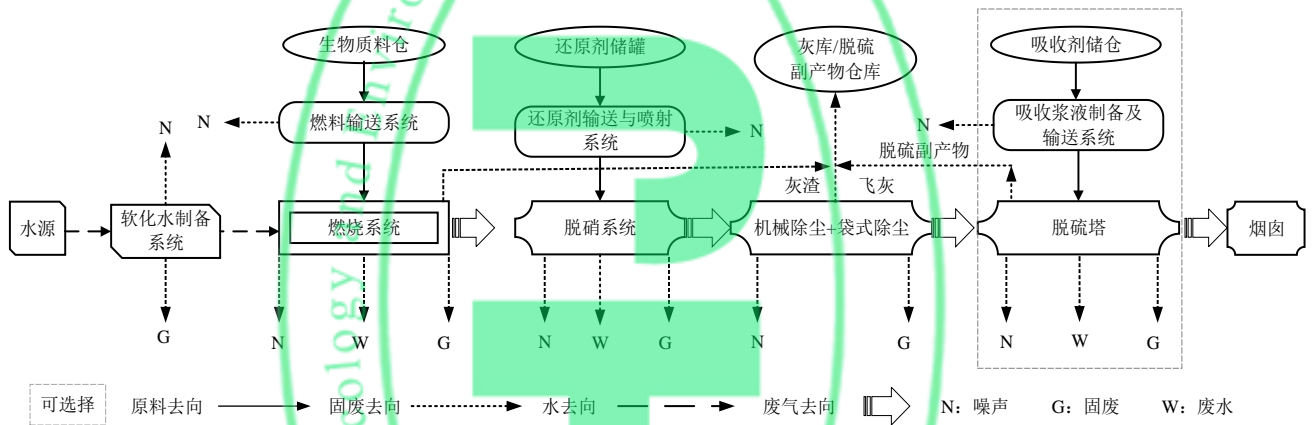 生物质料仓
还原剂储罐
灰库/脱硫
副产物仓库
吸收剂储仓
N
N
燃料输送系统
还原剂输送与喷射
系统
N
N
吸收浆液制备及
输送系统
脱硫副产物
灰渣
飞灰
水源
软化水制备
系统
燃烧系统
脱硝系统
机械除尘+袋式除尘
脱硫塔
烟囱
G
N
W
G
N
W
G
N
G
N
W
G
可选择
原料去向
固废去向
水去向
废气去向
N：噪声
G：固废
W：废水
ology and Enviro